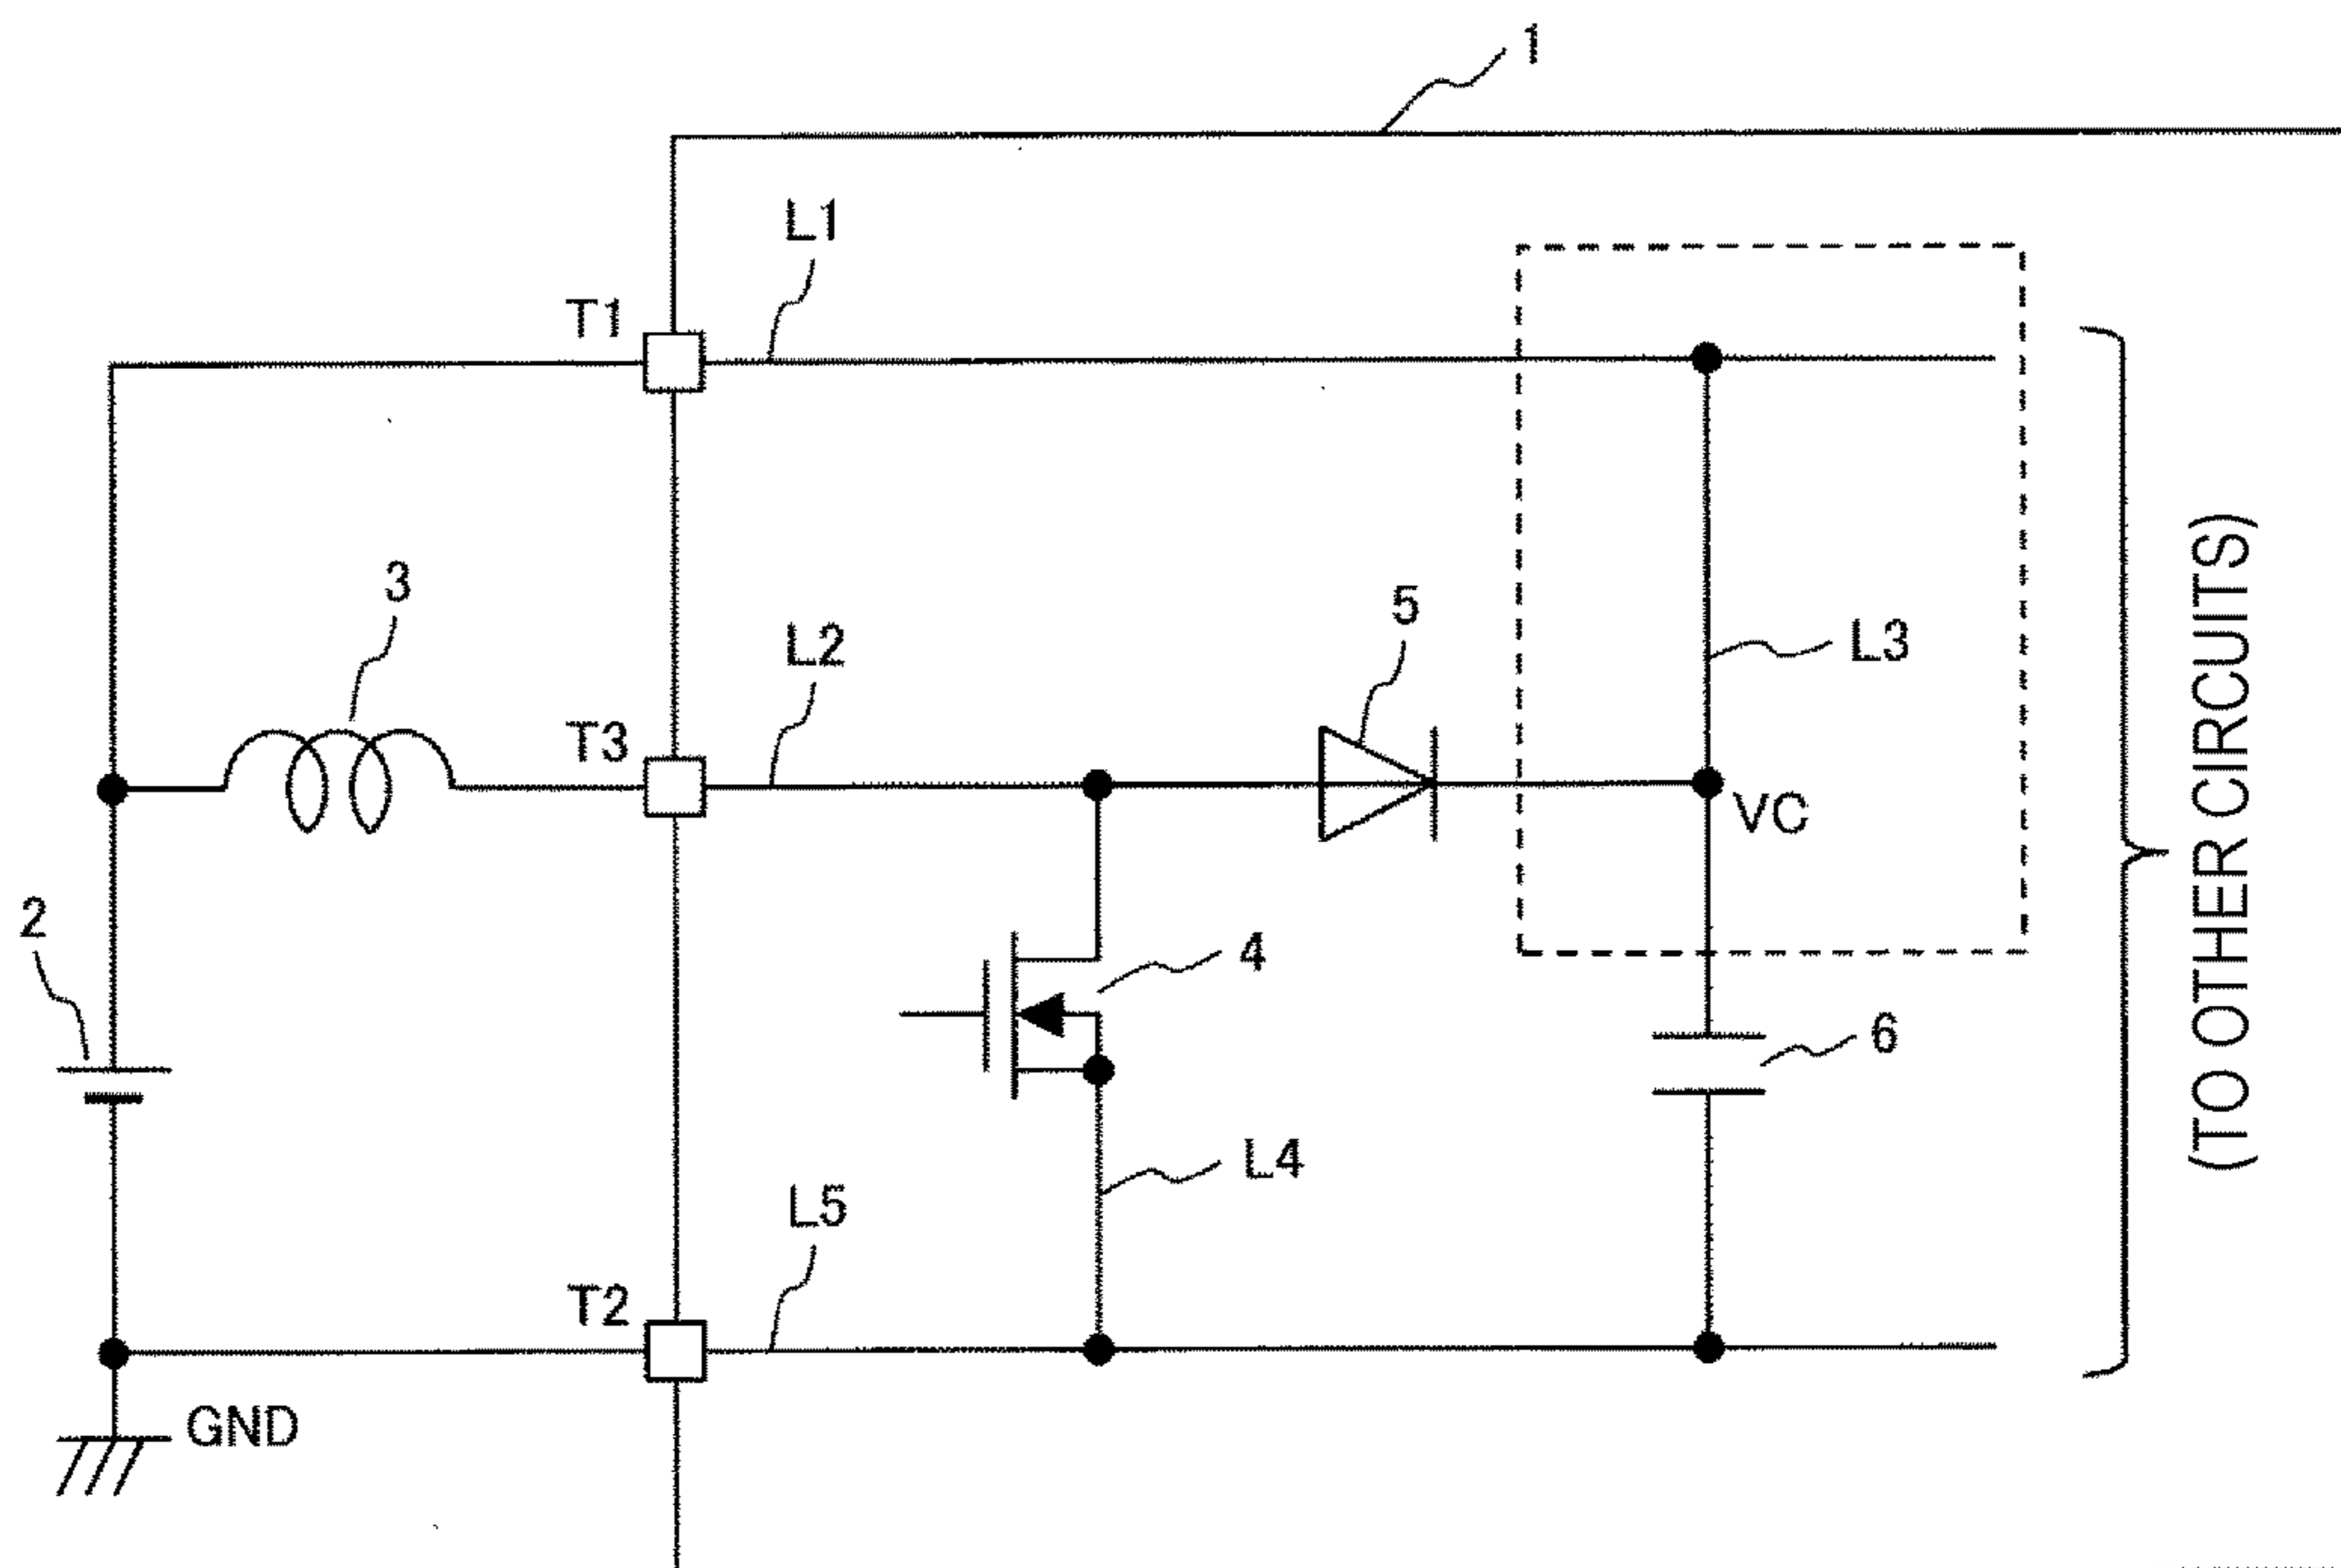 1
L1
T1
3
5
L2
L3
T3
VC
2
4
6
L4
L5
T2
GND
(TO OTHER CIRCUITS)